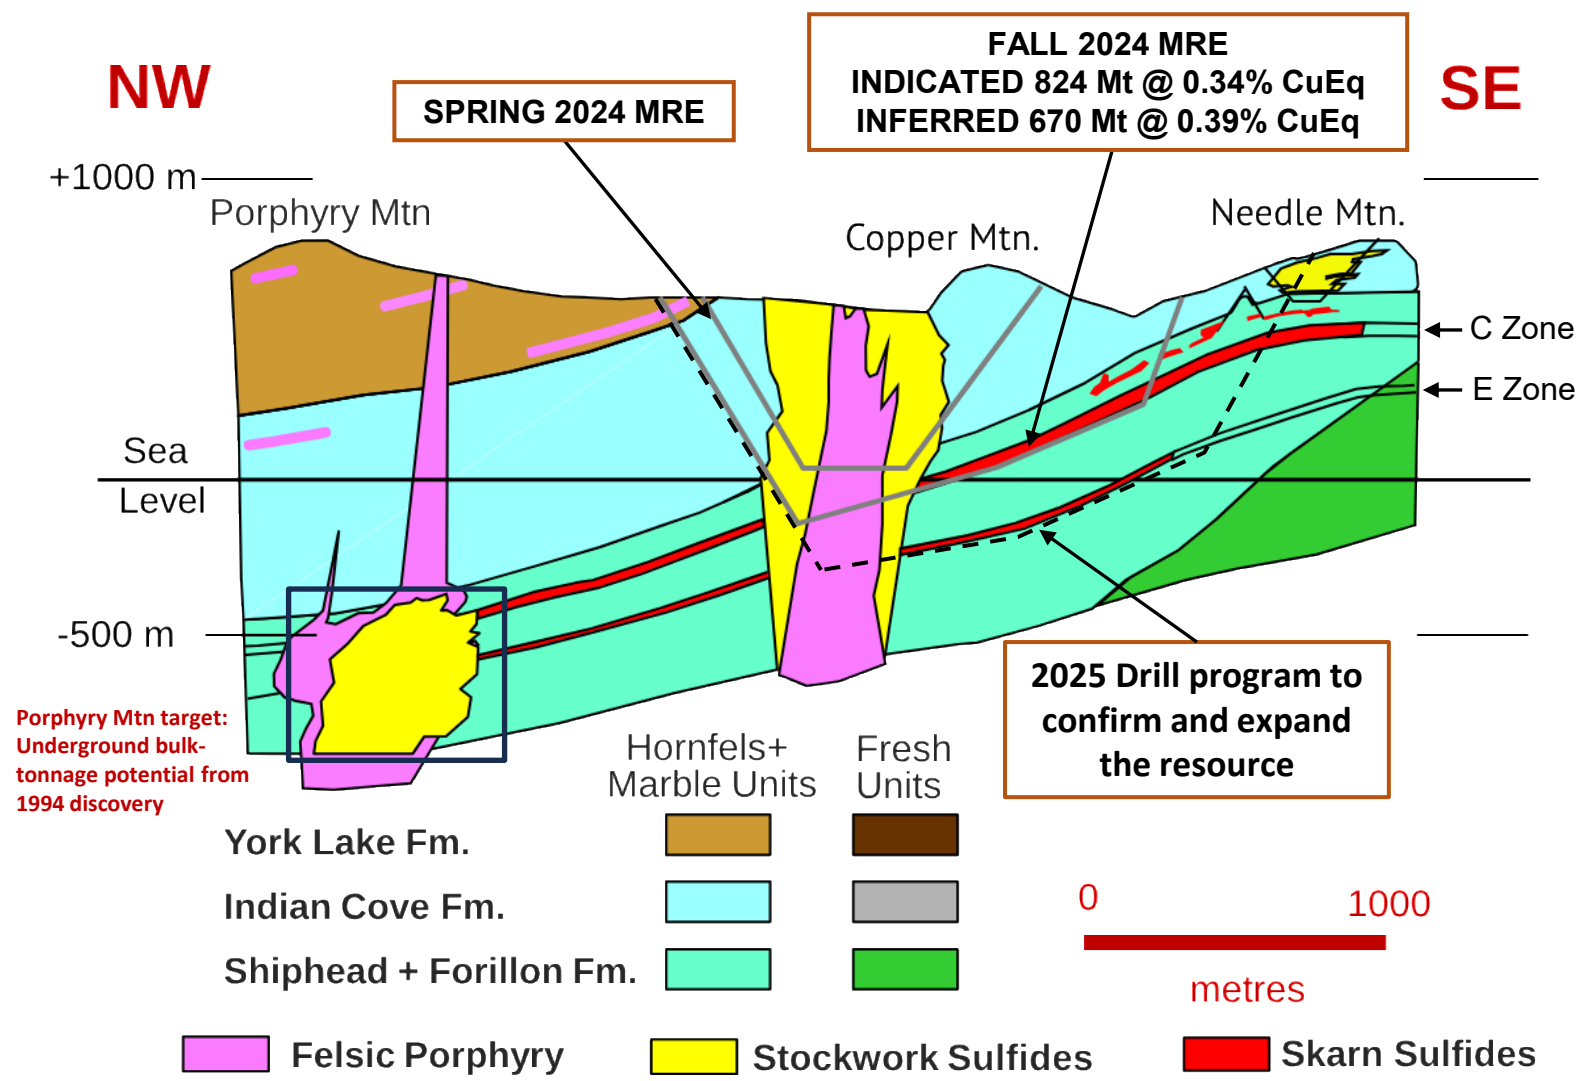 NW
SPRING 2024 MRE
FALL 2024 MRE
INDICATED 824 Mt @ 0.34% CuEq
INFERRED 670 Mt @ 0.39% CuEq
SE
+1000 m
Porphyry Mtn
Copper Mtn.
Needle Mtn.
C Zone
E Zone
Sea
Level
-500 m
Porphyry Mtn target:
Underground bulk-
tonnage potential from
1994 discovery
2025 Drill program to
confirm and expand
the resource
Hornfels+
Marble Units
Fresh
Units
York Lake Fm.
Indian Cove Fm.
Shiphead + Forillon Fm.
0
1000
metres
Felsic Porphyry
Stockwork Sulfides
Skarn Sulfides